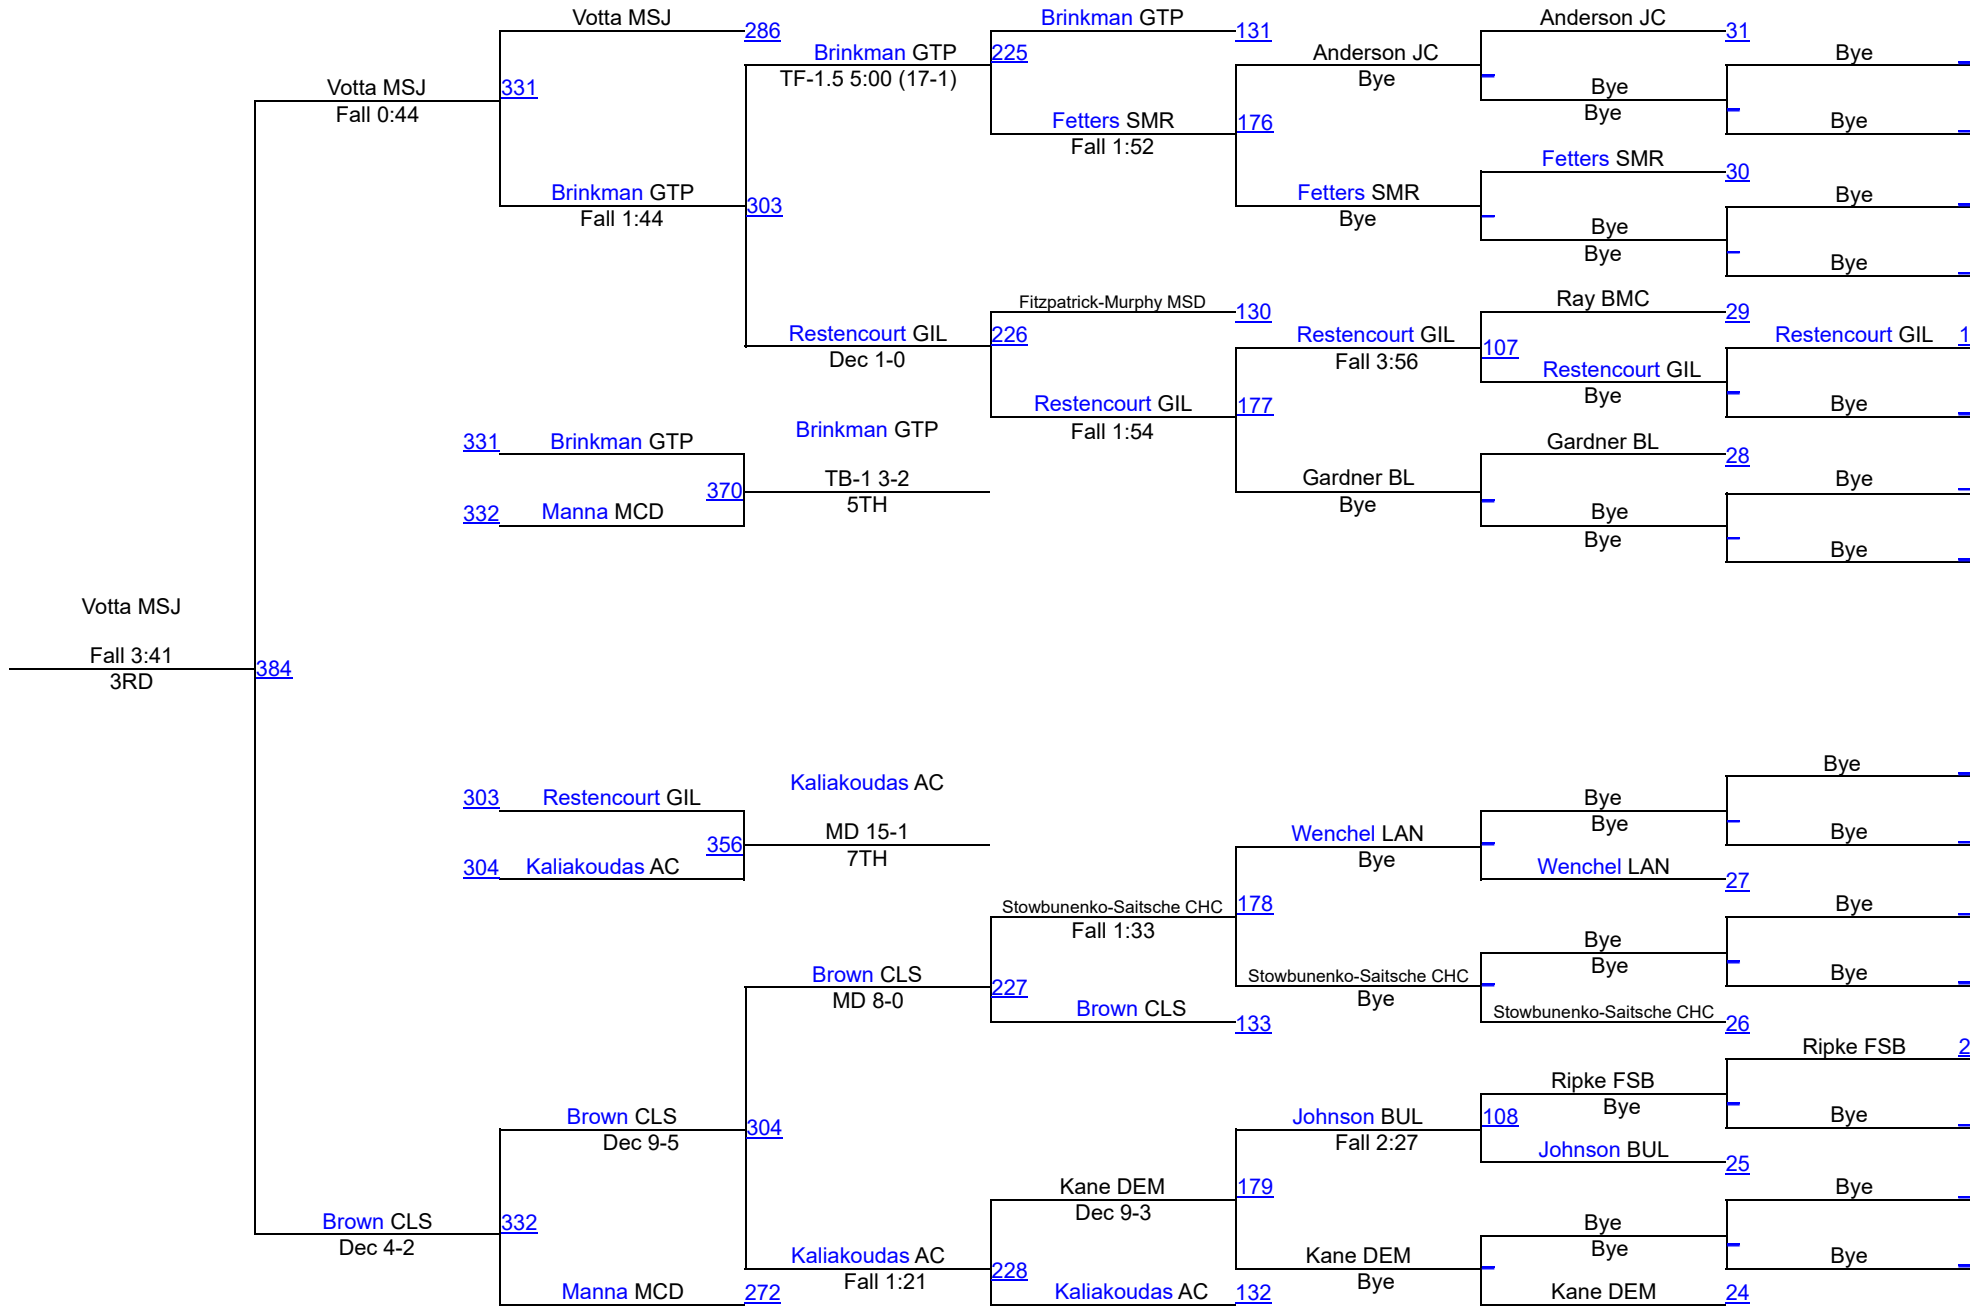 Votta MSJ
286
Brinkman GTP
131
Anderson JC
31
Brinkman GTP
TF-1.5 5:00 (17-1)
225
Anderson JC
Bye
Bye
Votta MSJ
Fall 0:44
331
Bye
Bye
Fetters SMR
Fall 1:52
176
Bye
Fetters SMR
30
Brinkman GTP
Fall 1:44
303
Fetters SMR
Bye
Bye
Bye
Bye
Bye
Fitzpatrick-Murphy MSD
130
Ray BMC
29
Restencourt GIL
Dec 1-0
226
Restencourt GIL
Fall 3:56
107
Restencourt GIL
1
Restencourt GIL
Bye
Restencourt GIL
Fall 1:54
177
Bye
331
Brinkman GTP
Brinkman GTP
Gardner BL
28
370
TB-1 3-2
5TH
Gardner BL
Bye
Bye
332
Manna MCD
Bye
Bye
Bye
Votta MSJ
Fall 3:41
3RD
384
Kaliakoudas AC
Bye
303
Restencourt GIL
Bye
Bye
356
MD 15-1
7TH
Wenchel LAN
Bye
Bye
304
Kaliakoudas AC
Wenchel LAN
27
Stowbunenko-Saitsche CHC
Fall 1:33
178
Bye
Bye
Bye
Brown CLS
MD 8-0
227
Stowbunenko-Saitsche CHC
Bye
Bye
Brown CLS
133
Stowbunenko-Saitsche CHC
26
Ripke FSB
2
Ripke FSB
Bye
Brown CLS
Dec 9-5
304
Johnson BUL
Fall 2:27
108
Bye
Johnson BUL
25
Kane DEM
Dec 9-3
179
Bye
Brown CLS
Dec 4-2
332
Bye
Bye
Kaliakoudas AC
Fall 1:21
228
Kane DEM
Bye
Bye
Manna MCD
272
Kaliakoudas AC
132
Kane DEM
24